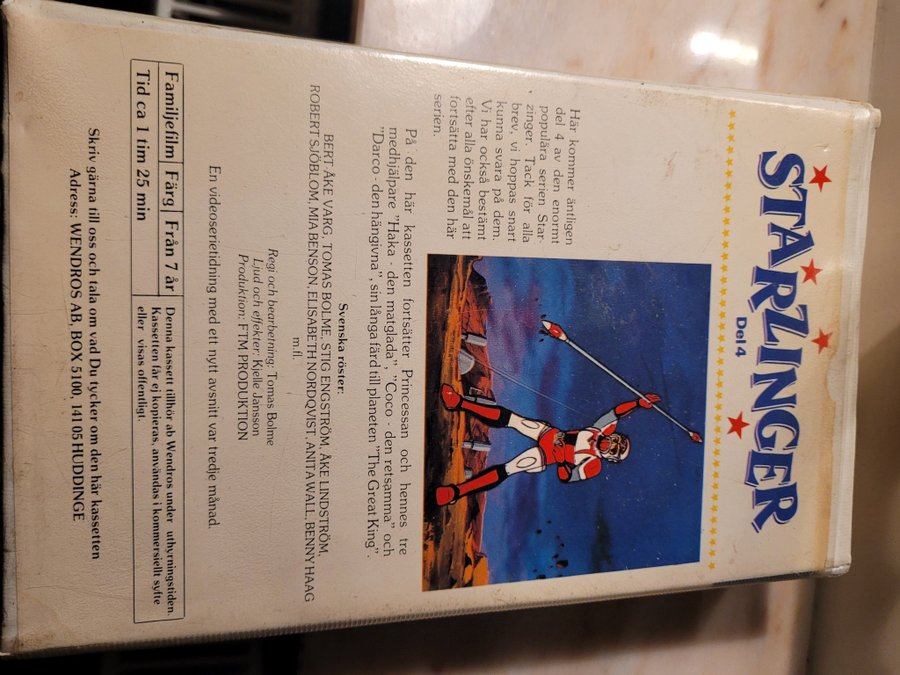 STARZINGER
Del 4
Här kommer äntligen
del 4 av den enormt
populära serien Star-
zinger. Tack för alla
brev, vi hoppas snart
kunna svara på dem.
Vi har också bestämt
efter alla önskemål att
fortsätta med den här
serien.
På den här kassetten fortsätter Princessan och hennes tre
medhjälpare "Haka - den matglada", "Coco - den retsamma" och
"Darco - den hängivna", sin långa färd till planeten "The Great King".
Svenska röster:
BERT ÅKE VARG, TOMAS BOLME, STIG ENGSTRÖM, ÅKE LINDSTRÖM,
ROBERT SJÖBLOM, MIA BENSON, ELISABETH NORDQVIST, ANITA WALL, BENNY HAAG
m.fl.
Regi och bearbetning: Tomas Bolme
Ljud och effekter: Kjelle Jansson
Produktion: FTM PRODUKTION
En videoserietidning med ett nytt avsnitt var tredje månad.
Familjefilm Färg Från 7 år
Tid ca 1 tim 25 min
Denna kassett tillhör ab Wendros under uthyrningstiden.
Kassetten får ej kopieras, användas i kommersiellt syfte
eller visas offentligt.
Skriv gärna till oss och tala om vad Du tycker om den här kassetten
Adress: WENDROS AB, BOX 5100, 141 05 HUDDINGE